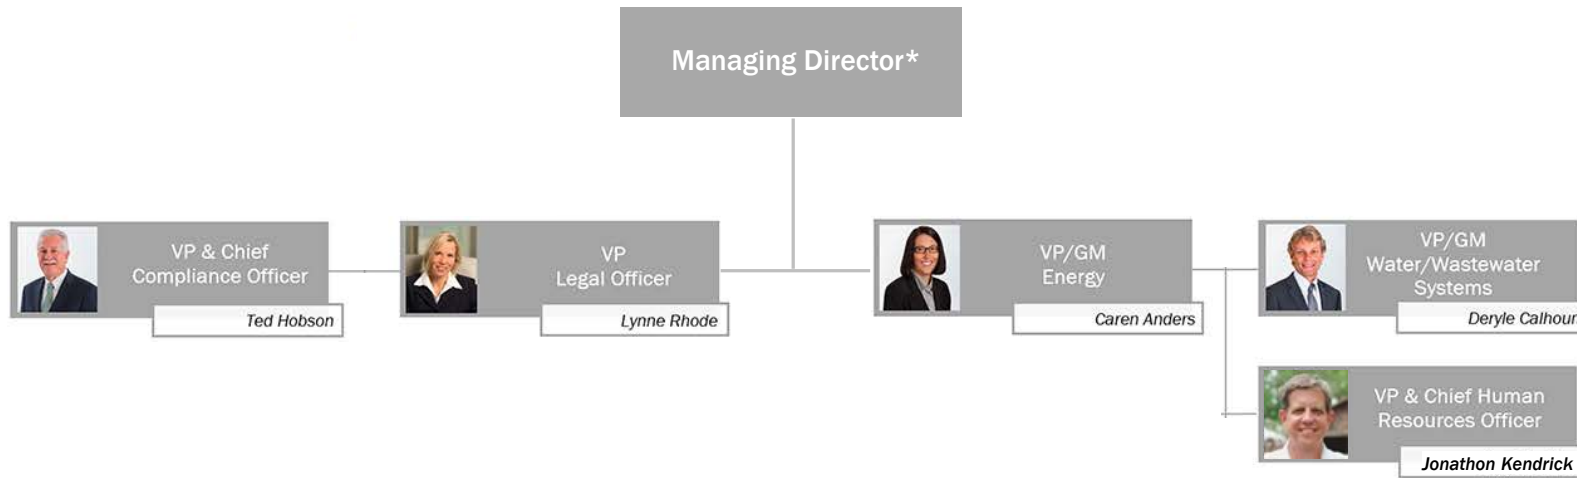 Managing Director*
VP & Chief
Compliance Officer
Ted Hobson
VP
Legal Officer
Lynne Rhode
VP/GM
Energy
Caren Anders
VP/GM
Water/Wastewater
Systems
Deryle Calhoun
VP & Chief Human
Resources Officer
Jonathon Kendrick